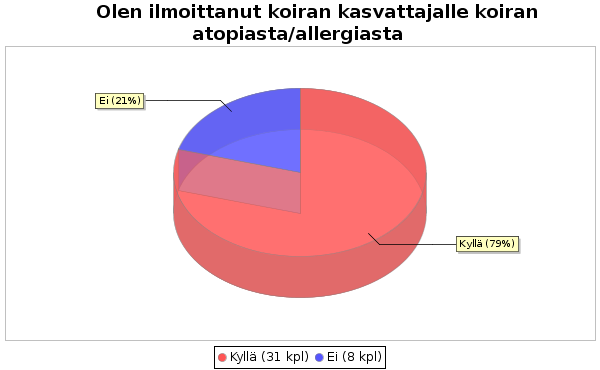 Olen ilmoittanut koiran kasvattajalle koiran
atopiasta/allergiasta
Ei (21%)
Kyllä (79%)
Kyllä (31 kpl) Ei (8 kpl)